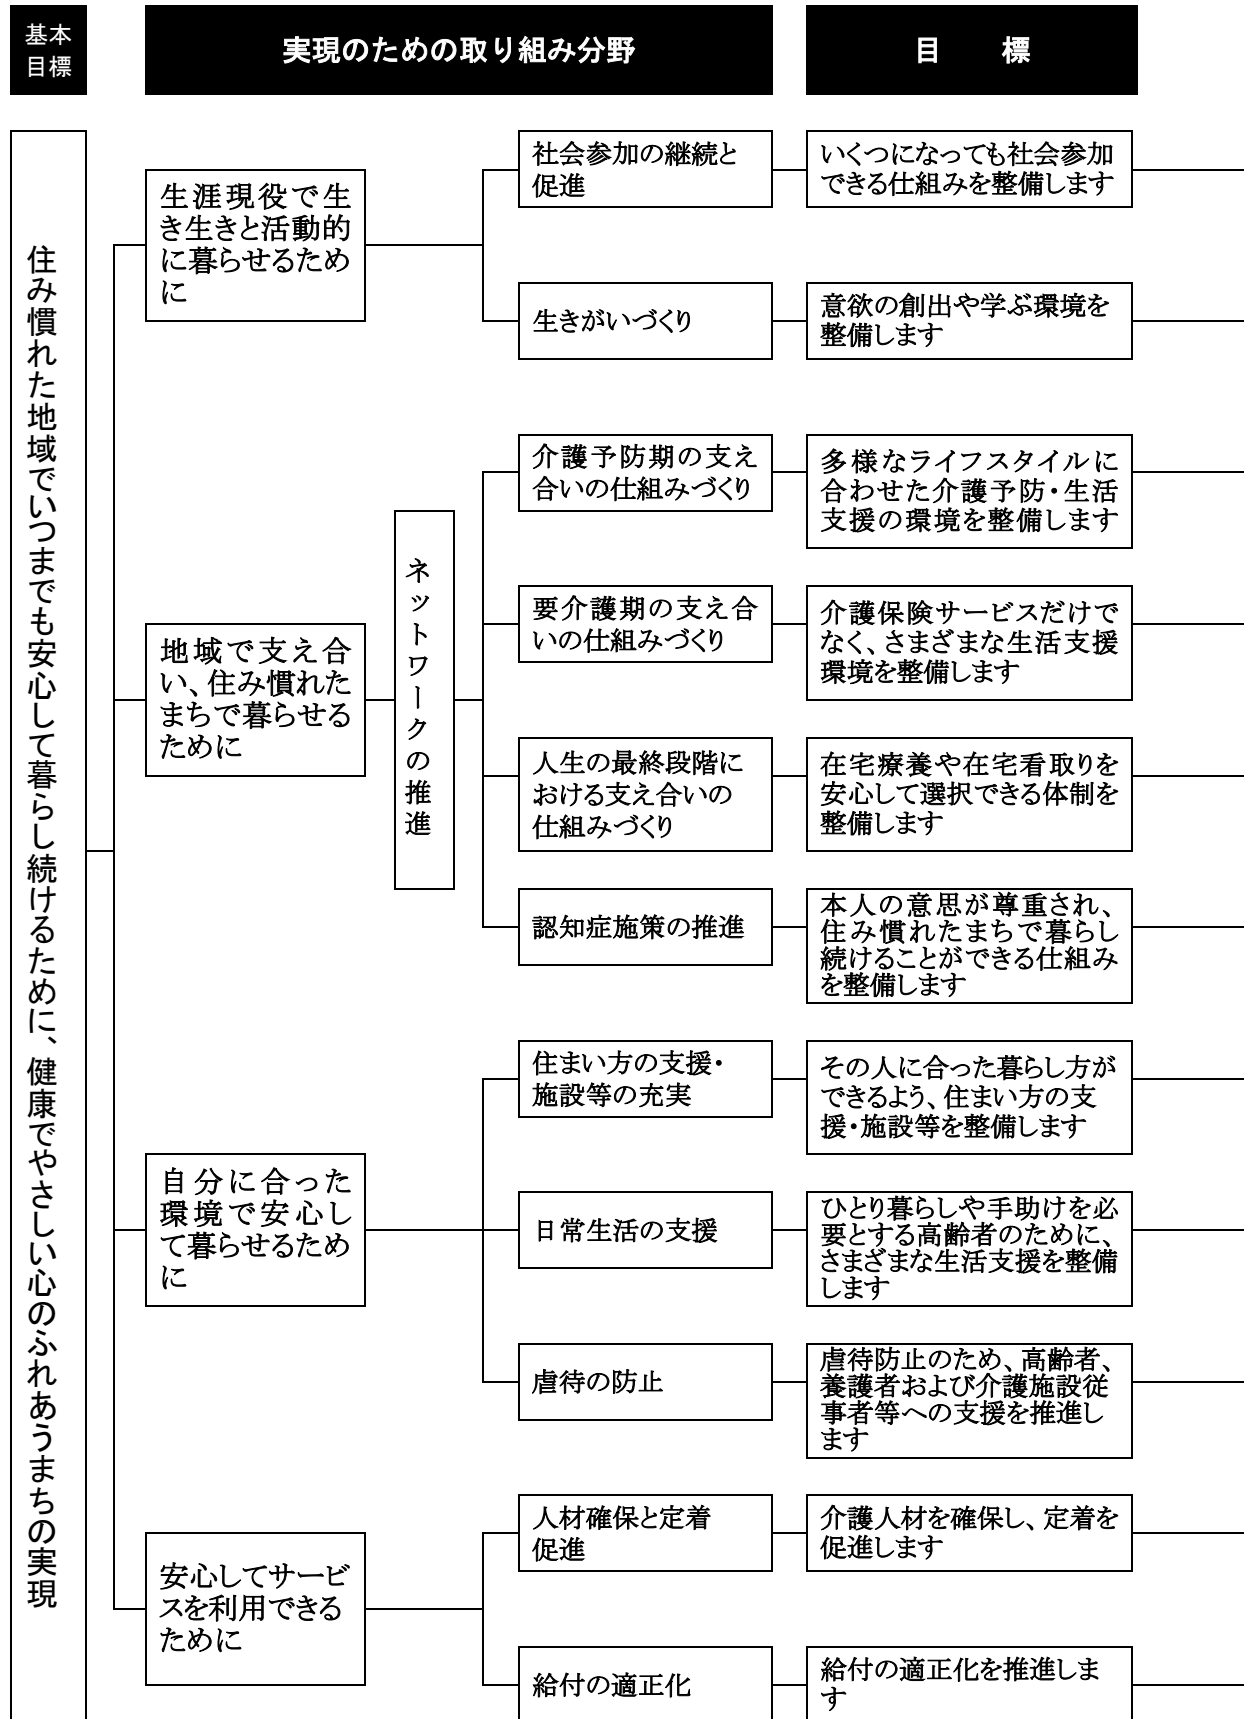 基本
目標
実現のための取り組み分野
目　標
住み慣れた地域でいつまでも安心して暮らし続けるために、健康でやさしい心のふれあうまちの実現
生涯現役で生
き生きと活動的
に暮らせるため
に
社会参加の継続と
促進
いくつになっても社会参加
できる仕組みを整備します
生きがいづくり
意欲の創出や学ぶ環境を
整備します
地域で支え合
い、住み慣れた
まちで暮らせる
ために
ネットワークの推進
介護予防期の支え
合いの仕組みづくり
多様なライフスタイルに
合わせた介護予防・生活
支援の環境を整備します
要介護期の支え合
いの仕組みづくり
介護保険サービスだけで
なく、さまざまな生活支援
環境を整備します
人生の最終段階に
おける支え合いの
仕組みづくり
在宅療養や在宅看取りを
安心して選択できる体制を
整備します
認知症施策の推進
本人の意思が尊重され、
住み慣れたまちで暮らし
続けることができる仕組み
を整備します
自分に合った
環境で安心し
て暮らせるため
に
住まい方の支援・
施設等の充実
その人に合った暮らし方が
できるよう、住まい方の支
援・施設等を整備します
日常生活の支援
ひとり暮らしや手助けを必
要とする高齢者のために、
さまざまな生活支援を整備
します
虐待の防止
虐待防止のため、高齢者、
養護者および介護施設従
事者等への支援を推進し
ます
安心してサービ
スを利用できる
ために
人材確保と定着
促進
介護人材を確保し、定着を
促進します
給付の適正化
給付の適正化を推進しま
す